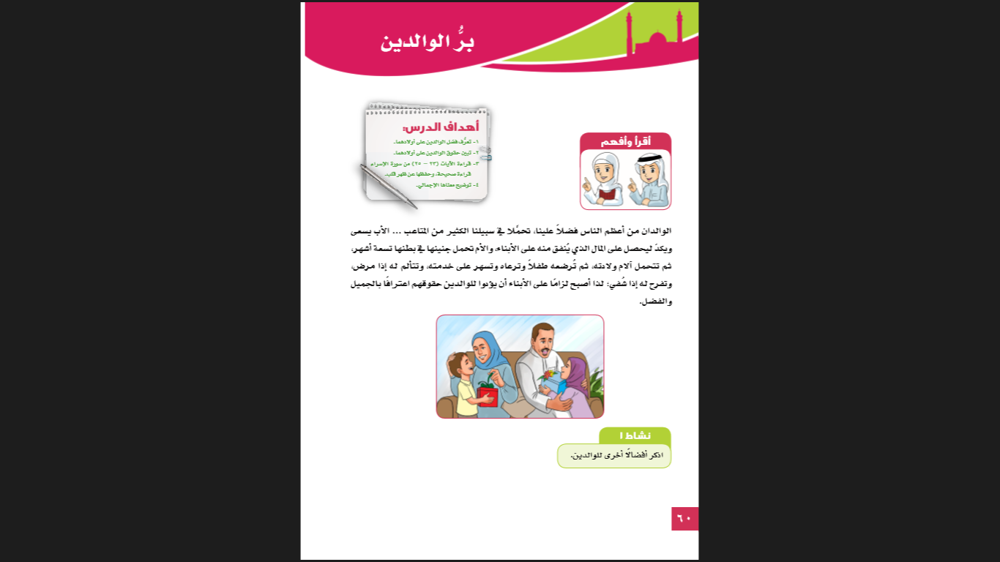 برُّ الوالدين
أهداف الدرس:
١- تعرُّف فضل الوالدين على أولادهما.
٢- تبين حقوق الوالدين على أولادهما.
٣- قراءة الآيات (٢٣ – ٢٥) من سورة الإسراء
قراءة صحيحة، وحفظها عن ظهر قلب.
٤- توضيح معناها الإجمالي.
أقرأ وأفهم
الوالدان من أعظم الناس فضلاً علينا، تحمَّلا في سبيلنا الكثير من المتاعب ... الأب يسعى
ويكدّ ليحصل على المال الذي يُنفق منه على الأبناء، والأم تحمل جنينها في بطنها تسعة أشهر،
ثم تتحمل آلام ولادته، ثم تُرضعه طفلاً وترعاه وتسهر على خدمته، وتتألم له إذا مرض،
وتفرح له إذا شُفي؛ لذا أصبح لزامًا على الأبناء أن يؤدوا للوالدين حقوقهم اعترافًا بالجميل
والفضل.
نشاط ١
اذكر أفضالًا أخرى للوالدين.
٦٠